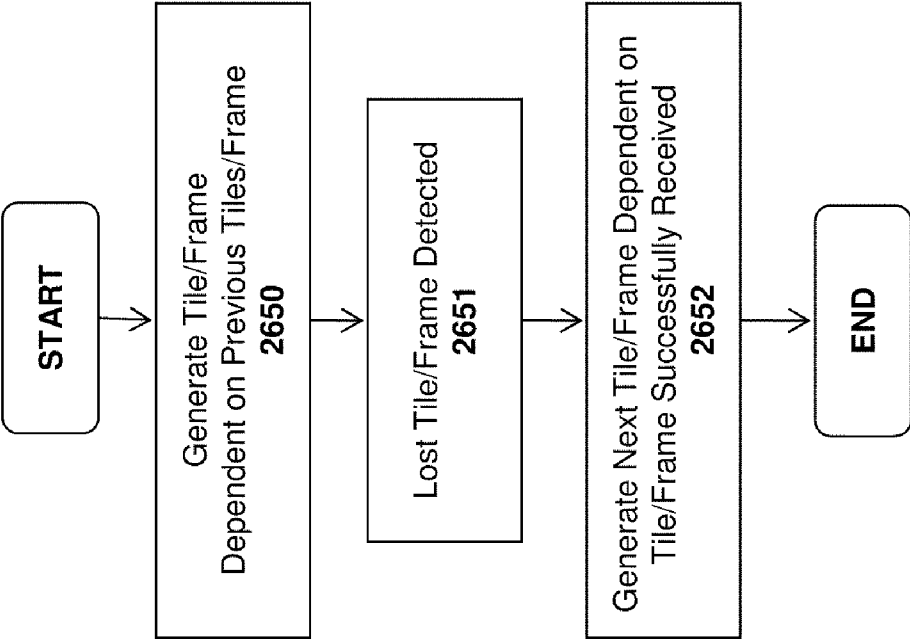 START
Generate Tile/Frame
Dependent on Previous Tiles/Frame
2650
Lost Tile/Frame Detected
2651
Generate Next Tile/Frame Dependent on
Tile/Frame Successfully Received
2652
END